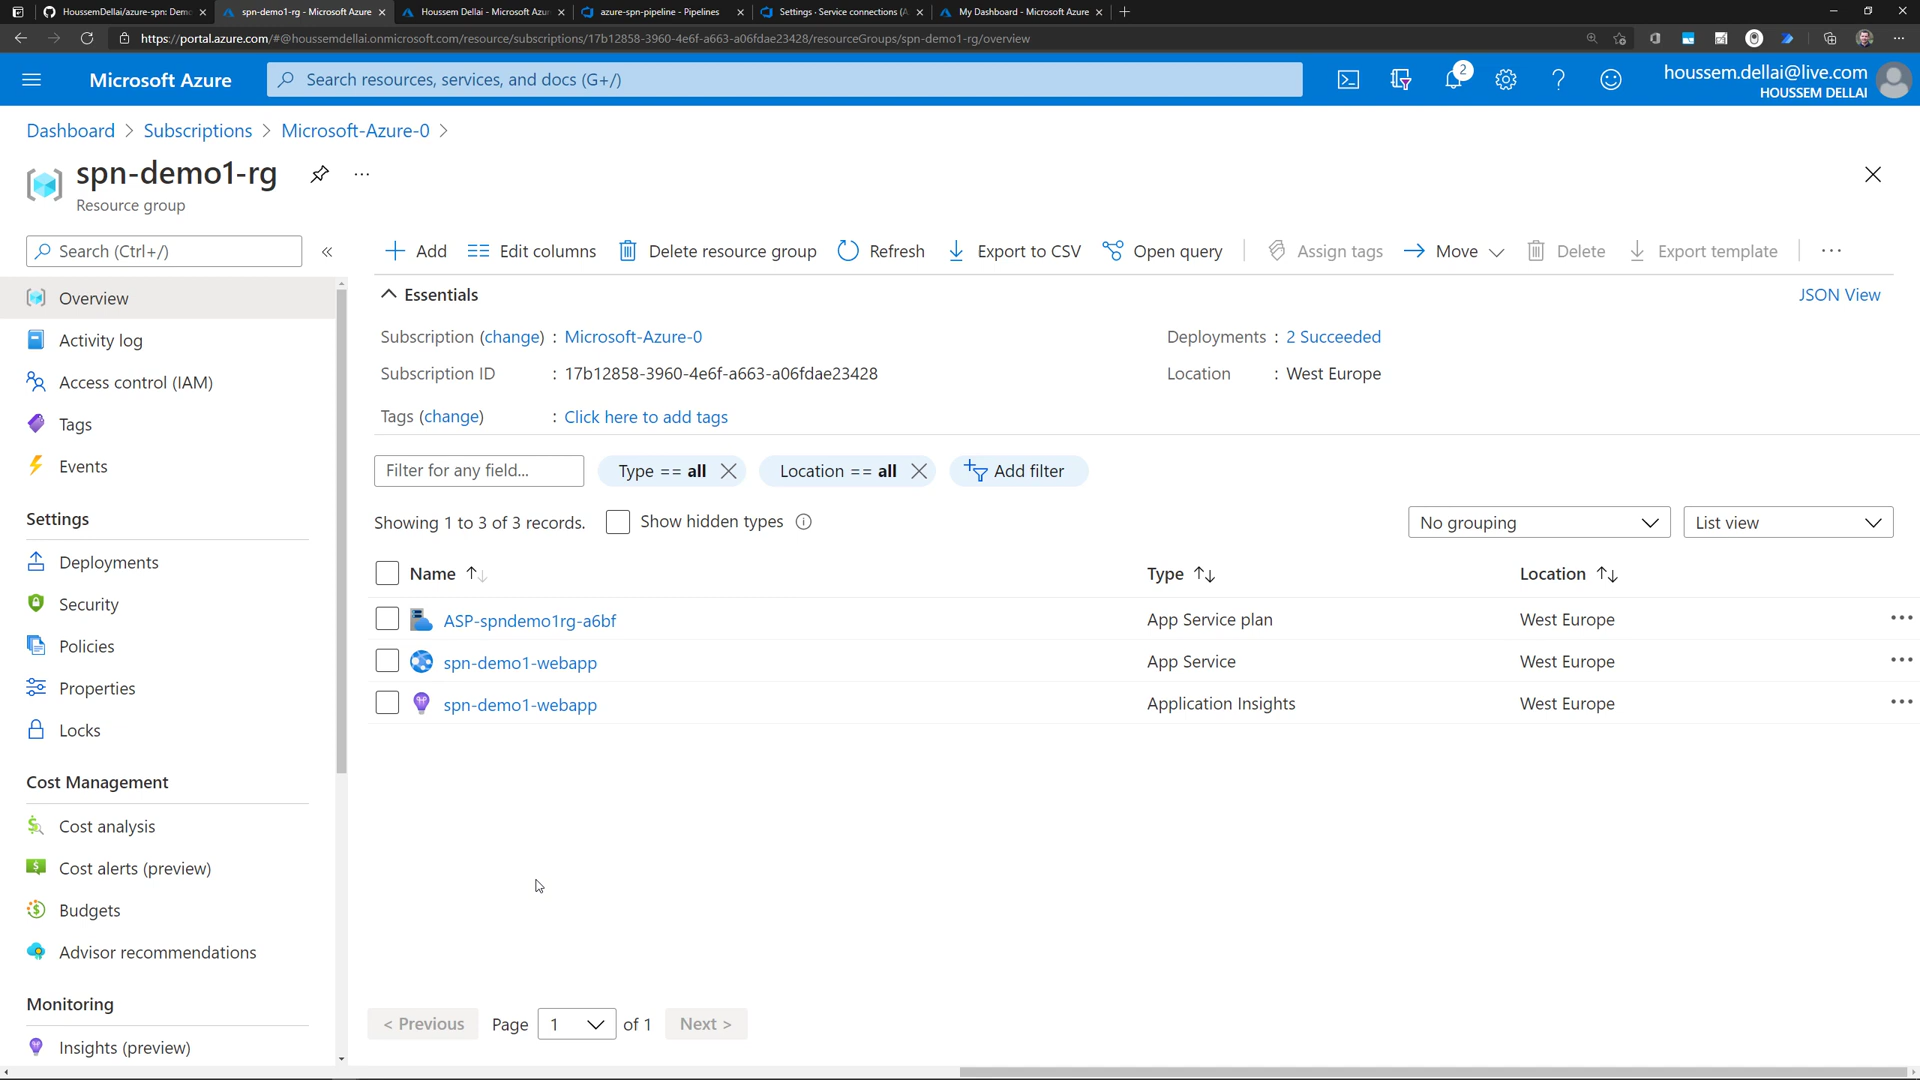 HoussemDellai/azure-spn: Demo
spn-demo1-rg - Microsoft Azure
Houssem Dellai - Microsoft Azur
azure-spn-pipeline - Pipelines
Settings · Service connections (A
My Dashboard - Microsoft Azure
https://portal.azure.com/#@houssemdellai.onmicrosoft.com/resource/subscriptions/17b12858-3960-4e6f-a663-a06fdae23428/resourceGroups/spn-demo1-rg/overview
Microsoft Azure
Search resources, services, and docs (G+/)
2
houssem.dellai@live.com
HOUSSEM DELLAI
Dashboard > Subscriptions > Microsoft-Azure-0 >
spn-demo1-rg
Resource group
Search (Ctrl+/)
Overview
Activity log
Access control (IAM)
Tags
Events
Settings
Deployments
Security
Policies
Properties
Locks
Cost Management
Cost analysis
Cost alerts (preview)
Budgets
Advisor recommendations
Monitoring
Insights (preview)
Add Edit columns Delete resource group Refresh Export to CSV Open query Assign tags Move Delete Export template
Essentials
JSON View
Subscription (change) : Microsoft-Azure-0
Deployments : 2 Succeeded
Subscription ID : 17b12858-3960-4e6f-a663-a06fdae23428
Location : West Europe
Tags (change) : Click here to add tags
Filter for any field...
Type == all
Location == all
Add filter
Showing 1 to 3 of 3 records.
Show hidden types
No grouping
List view
Name Type Location
ASP-spndemo1rg-a6bf App Service plan West Europe
spn-demo1-webapp App Service West Europe
spn-demo1-webapp Application Insights West Europe
< Previous Page 1 of 1 Next >